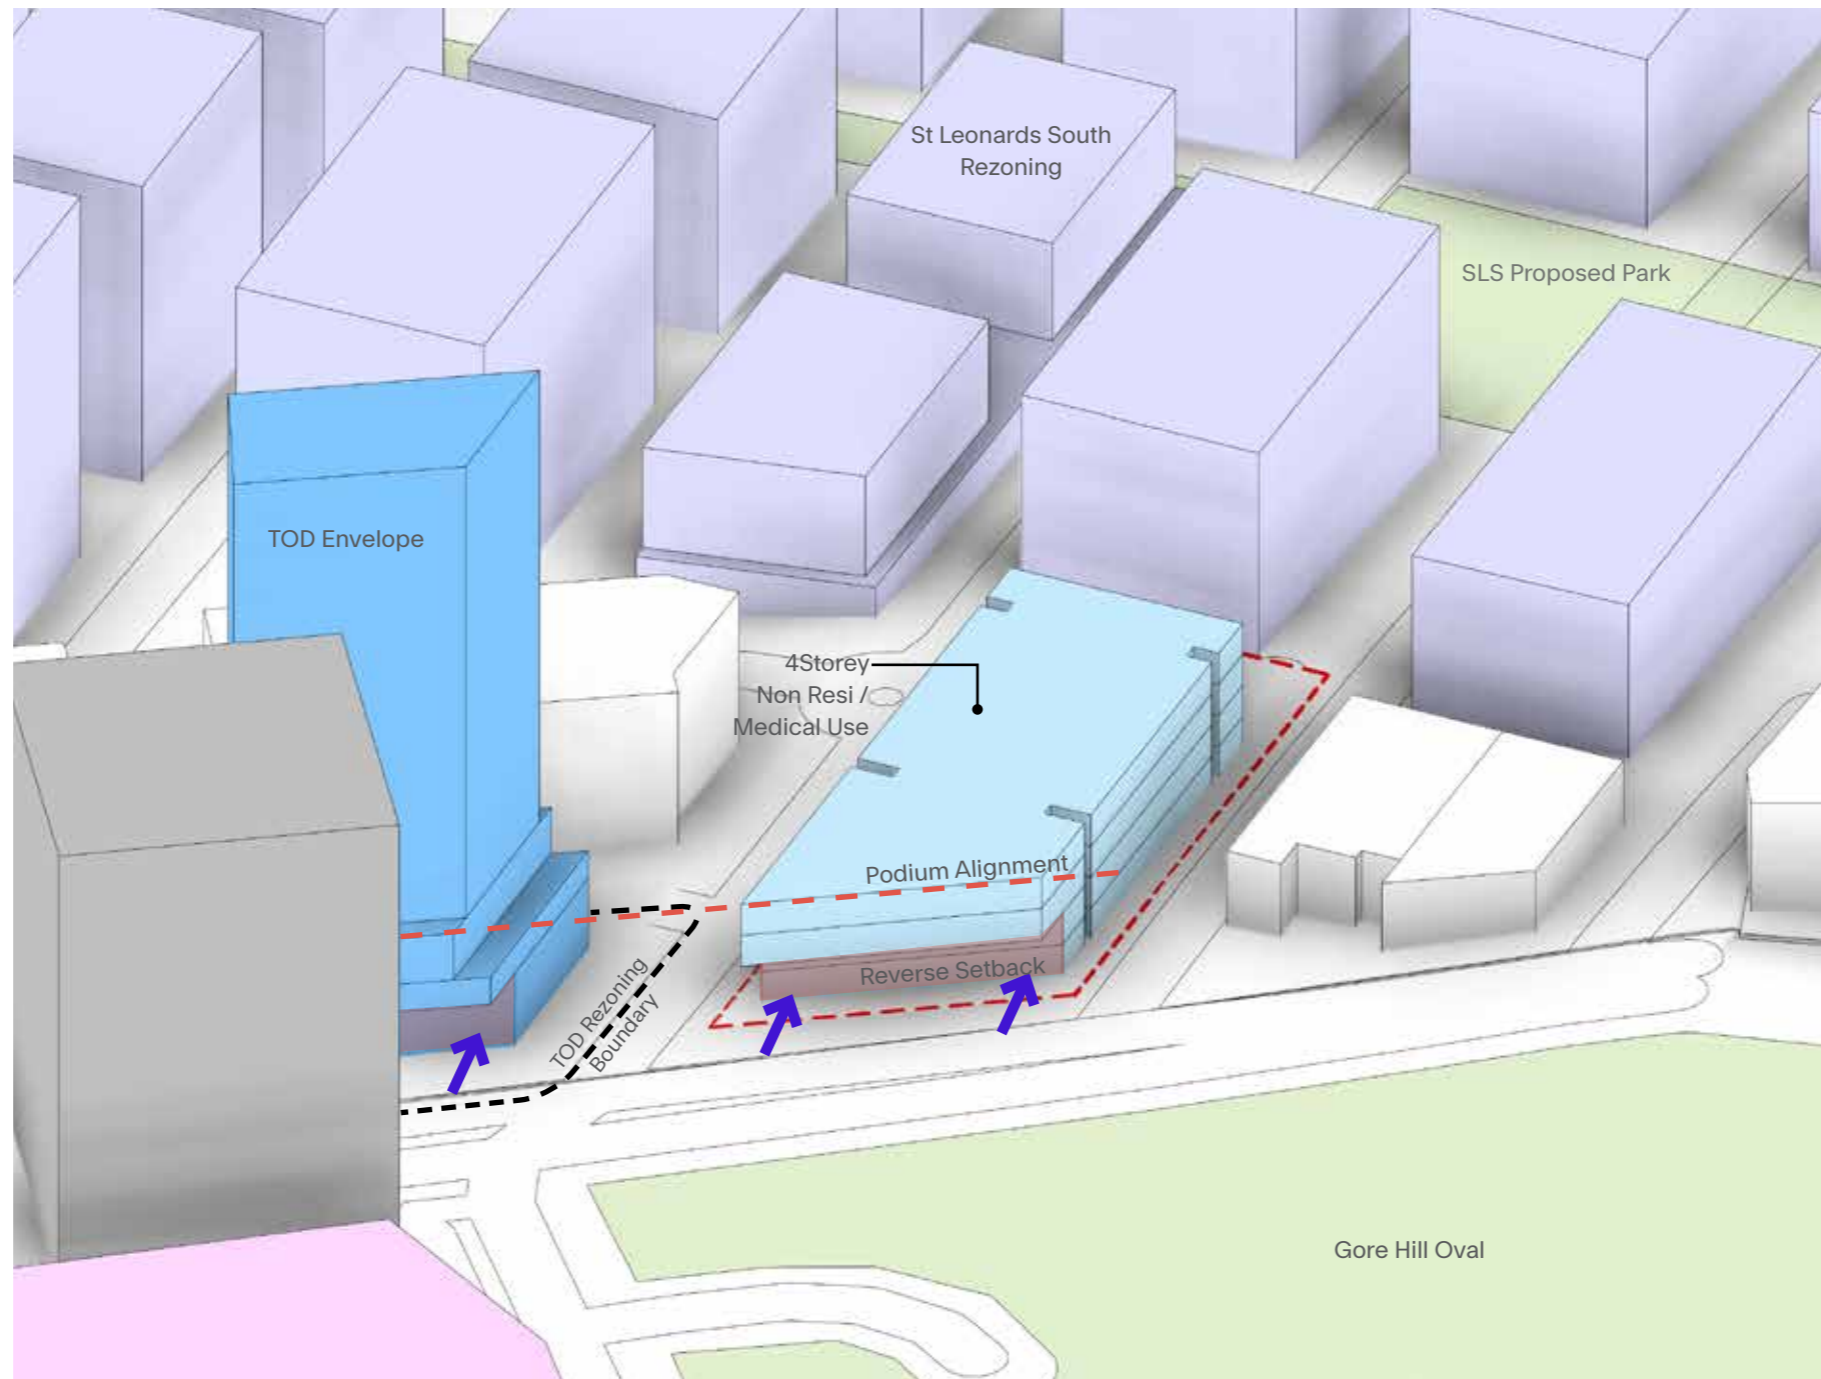 St Leonards South
Rezoning
SLS Proposed Park
TOD Envelope
4Storey
Non Resi /
Medical Use
Podium Alignment
Reverse Setback
TOD Rezoning
Boundary
Gore Hill Oval